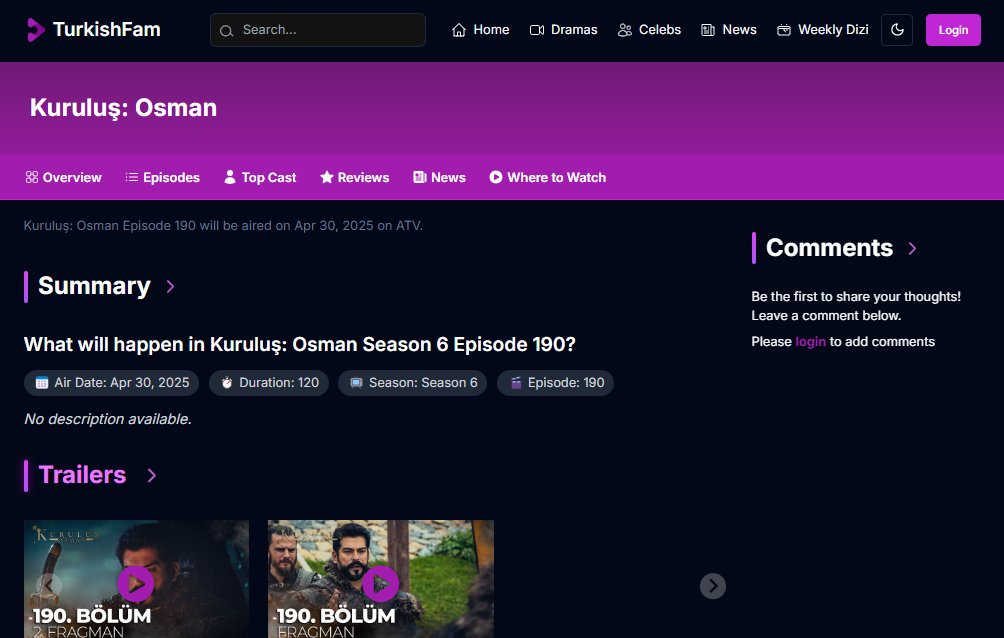 TurkishFam
Search...
Home
Dramas
Celebs
News
Weekly Dizi
Login
Kuruluş: Osman
Overview
Episodes
Top Cast
Reviews
News
Where to Watch
Kuruluş: Osman Episode 190 will be aired on Apr 30, 2025 on ATV.
Summary
What will happen in Kuruluş: Osman Season 6 Episode 190?
Air Date: Apr 30, 2025
Duration: 120
Season: Season 6
Episode: 190
No description available.
Trailers
KURULUŞ
OSMAN
190. BÖLÜM
2. FRAGMAN
190. BÖLÜM
FRAGMAN
Comments
Be the first to share your thoughts!
Leave a comment below.
Please login to add comments